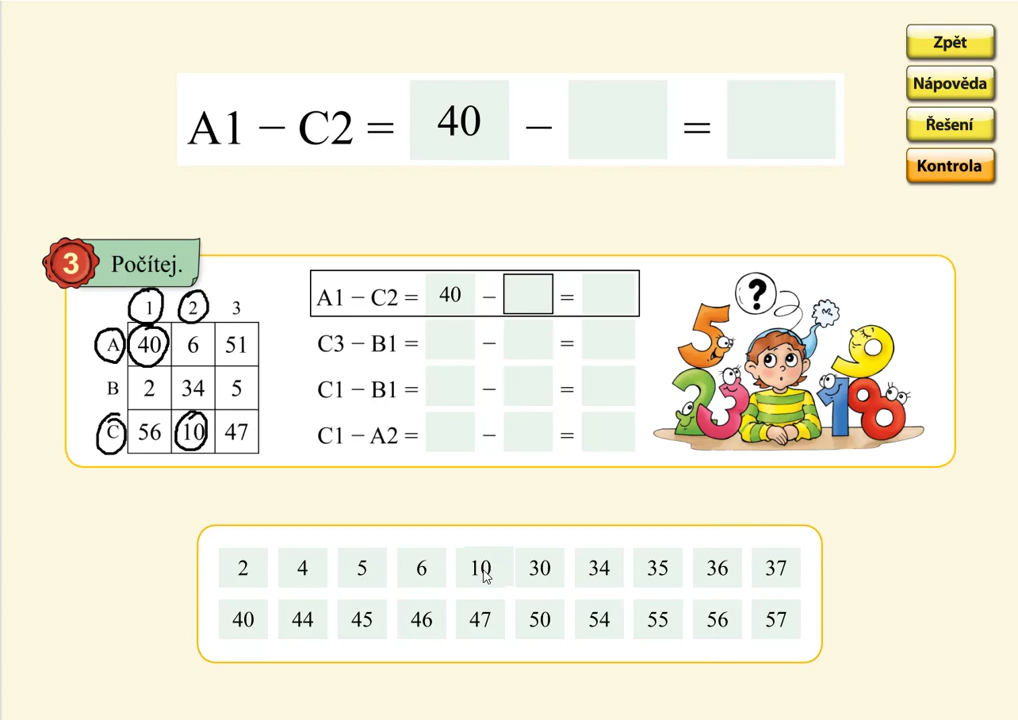 Zpět
A1 − C2 = 40 − =
Nápověda
Řešení
Kontrola
3 Počítej.
1 2 3
A 40 6 51
B 2 34 5
C 56 10 47
A1 − C2 = 40 − =
C3 − B1 = − =
C1 − B1 = − =
C1 − A2 = − =
?
5 9
2 3 1 8
2 4 5 6 10 30 34 35 36 37
40 44 45 46 47 50 54 55 56 57